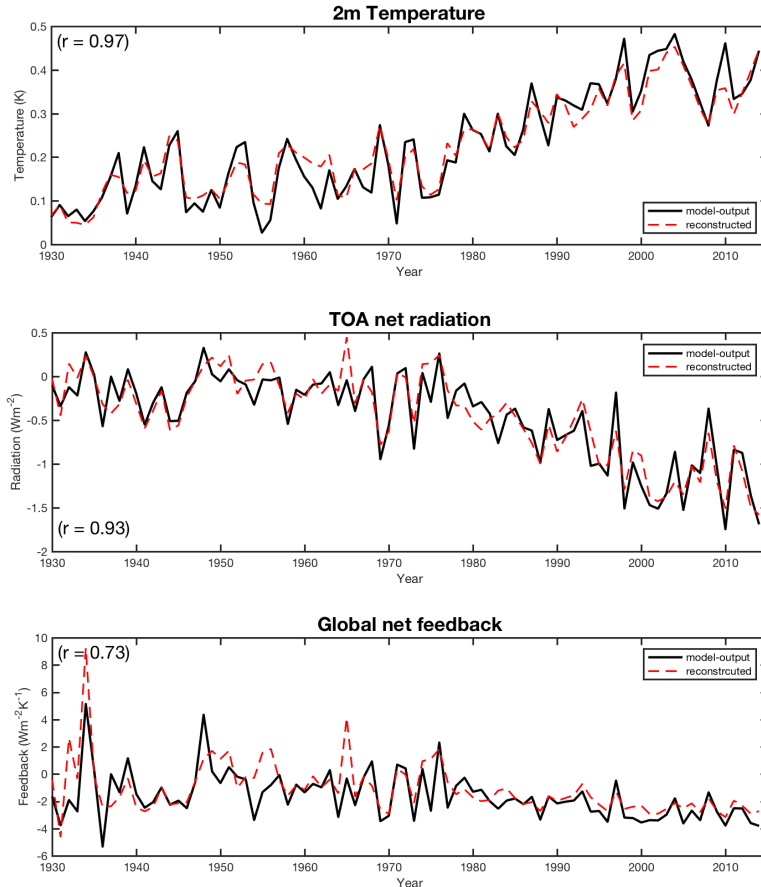 2m Temperature
(r = 0.97)
0.5
0.4
0.3
0.2
0.1
0
Temperature (K)
model-output
reconstructed
1930 1940 1950 1960 1970 1980 1990 2000 2010
Year
TOA net radiation
0.5
0
-0.5
-1
-1.5
-2
Radiation (Wm-2)
model-output
reconstructed
(r = 0.93)
1930 1940 1950 1960 1970 1980 1990 2000 2010
Year
Global net feedback
(r = 0.73)
10
8
6
4
2
0
-2
-4
-6
Feedback (Wm-2K-1)
model-output
reconstrcuted
1930 1940 1950 1960 1970 1980 1990 2000 2010
Year